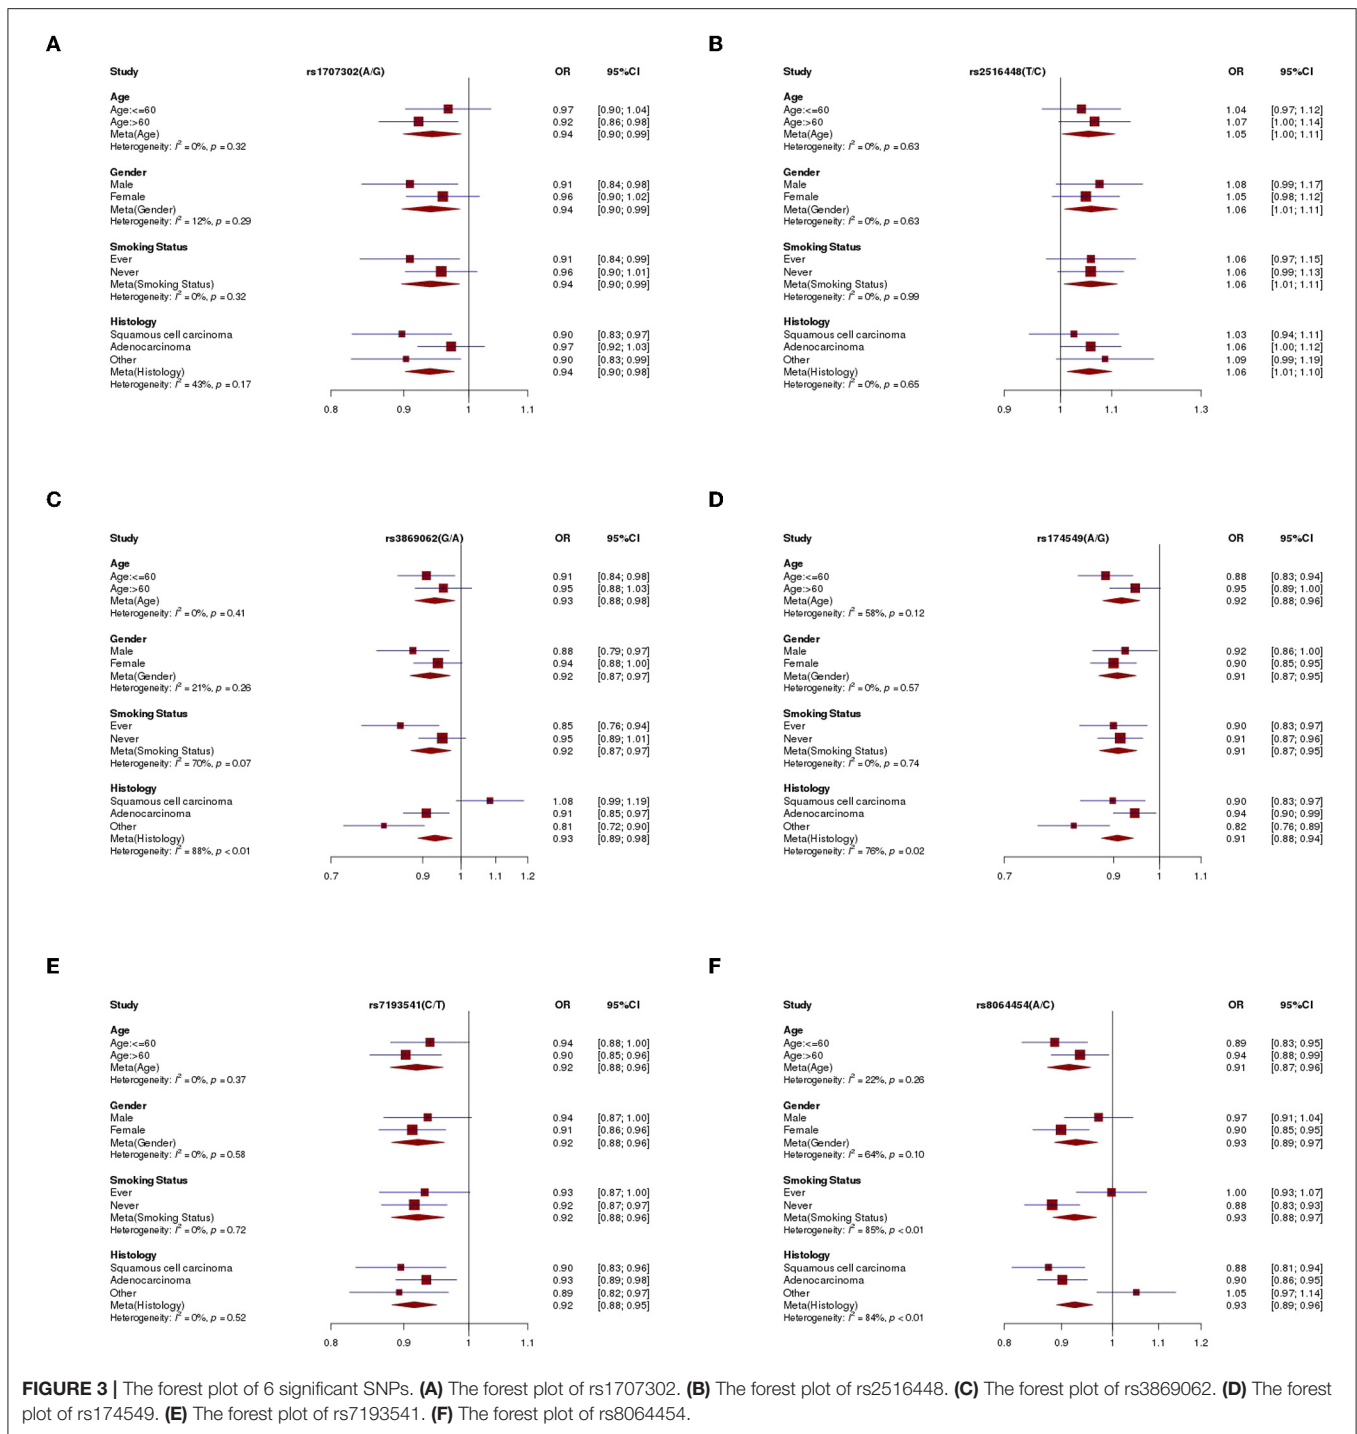 A
Study rs1707302(A/G) OR 95%CI
Age
Age:<=60 0.97 [0.90; 1.04]
Age:>60 0.92 [0.86; 0.98]
Meta(Age) 0.94 [0.90; 0.99]
Heterogeneity: I² = 0%, p = 0.32
Gender
Male 0.91 [0.84; 0.98]
Female 0.96 [0.90; 1.02]
Meta(Gender) 0.94 [0.90; 0.99]
Heterogeneity: I² = 12%, p = 0.29
Smoking Status
Ever 0.91 [0.84; 0.99]
Never 0.96 [0.90; 1.01]
Meta(Smoking Status) 0.94 [0.90; 0.99]
Heterogeneity: I² = 0%, p = 0.32
Histology
Squamous cell carcinoma 0.90 [0.83; 0.97]
Adenocarcinoma 0.97 [0.92; 1.03]
Other 0.90 [0.83; 0.99]
Meta(Histology) 0.94 [0.90; 0.98]
Heterogeneity: I² = 43%, p = 0.17
0.8 0.9 1 1.1
B
Study rs2516448(T/C) OR 95%CI
Age
Age:<=60 1.04 [0.97; 1.12]
Age:>60 1.07 [1.00; 1.14]
Meta(Age) 1.05 [1.00; 1.11]
Heterogeneity: I² = 0%, p = 0.63
Gender
Male 1.08 [0.99; 1.17]
Female 1.05 [0.98; 1.12]
Meta(Gender) 1.06 [1.01; 1.11]
Heterogeneity: I² = 0%, p = 0.63
Smoking Status
Ever 1.06 [0.97; 1.15]
Never 1.06 [0.99; 1.13]
Meta(Smoking Status) 1.06 [1.01; 1.11]
Heterogeneity: I² = 0%, p = 0.99
Histology
Squamous cell carcinoma 1.03 [0.94; 1.11]
Adenocarcinoma 1.06 [1.00; 1.12]
Other 1.09 [0.99; 1.19]
Meta(Histology) 1.06 [1.01; 1.10]
Heterogeneity: I² = 0%, p = 0.65
0.9 1 1.1 1.3
C
Study rs3869062(G/A) OR 95%CI
Age
Age:<=60 0.91 [0.84; 0.98]
Age:>60 0.95 [0.88; 1.03]
Meta(Age) 0.93 [0.88; 0.98]
Heterogeneity: I² = 0%, p = 0.41
Gender
Male 0.88 [0.79; 0.97]
Female 0.94 [0.88; 1.00]
Meta(Gender) 0.92 [0.87; 0.97]
Heterogeneity: I² = 21%, p = 0.26
Smoking Status
Ever 0.85 [0.76; 0.94]
Never 0.95 [0.89; 1.01]
Meta(Smoking Status) 0.92 [0.87; 0.97]
Heterogeneity: I² = 70%, p = 0.07
Histology
Squamous cell carcinoma 1.08 [0.99; 1.19]
Adenocarcinoma 0.91 [0.85; 0.97]
Other 0.81 [0.72; 0.90]
Meta(Histology) 0.93 [0.89; 0.98]
Heterogeneity: I² = 88%, p < 0.01
0.7 0.9 1 1.1 1.2
D
Study rs174549(A/G) OR 95%CI
Age
Age:<=60 0.88 [0.83; 0.94]
Age:>60 0.95 [0.89; 1.00]
Meta(Age) 0.92 [0.88; 0.96]
Heterogeneity: I² = 58%, p = 0.12
Gender
Male 0.92 [0.86; 1.00]
Female 0.90 [0.85; 0.95]
Meta(Gender) 0.91 [0.87; 0.95]
Heterogeneity: I² = 0%, p = 0.57
Smoking Status
Ever 0.90 [0.83; 0.97]
Never 0.91 [0.87; 0.96]
Meta(Smoking Status) 0.91 [0.87; 0.95]
Heterogeneity: I² = 0%, p = 0.74
Histology
Squamous cell carcinoma 0.90 [0.83; 0.97]
Adenocarcinoma 0.94 [0.90; 0.99]
Other 0.82 [0.76; 0.89]
Meta(Histology) 0.91 [0.88; 0.94]
Heterogeneity: I² = 76%, p = 0.02
0.7 0.9 1 1.1
E
Study rs7193541(C/T) OR 95%CI
Age
Age:<=60 0.94 [0.88; 1.00]
Age:>60 0.90 [0.85; 0.96]
Meta(Age) 0.92 [0.88; 0.96]
Heterogeneity: I² = 0%, p = 0.37
Gender
Male 0.94 [0.87; 1.00]
Female 0.91 [0.86; 0.96]
Meta(Gender) 0.92 [0.88; 0.96]
Heterogeneity: I² = 0%, p = 0.58
Smoking Status
Ever 0.93 [0.87; 1.00]
Never 0.92 [0.87; 0.97]
Meta(Smoking Status) 0.92 [0.88; 0.96]
Heterogeneity: I² = 0%, p = 0.72
Histology
Squamous cell carcinoma 0.90 [0.83; 0.96]
Adenocarcinoma 0.93 [0.89; 0.98]
Other 0.89 [0.82; 0.97]
Meta(Histology) 0.92 [0.88; 0.95]
Heterogeneity: I² = 0%, p = 0.52
0.8 0.9 1 1.1
F
Study rs8064454(A/C) OR 95%CI
Age
Age:<=60 0.89 [0.83; 0.95]
Age:>60 0.94 [0.88; 0.99]
Meta(Age) 0.91 [0.87; 0.96]
Heterogeneity: I² = 22%, p = 0.26
Gender
Male 0.97 [0.91; 1.04]
Female 0.90 [0.85; 0.95]
Meta(Gender) 0.93 [0.89; 0.97]
Heterogeneity: I² = 64%, p = 0.10
Smoking Status
Ever 1.00 [0.93; 1.07]
Never 0.88 [0.83; 0.93]
Meta(Smoking Status) 0.93 [0.88; 0.97]
Heterogeneity: I² = 85%, p < 0.01
Histology
Squamous cell carcinoma 0.88 [0.81; 0.94]
Adenocarcinoma 0.90 [0.86; 0.95]
Other 1.05 [0.97; 1.14]
Meta(Histology) 0.93 [0.89; 0.96]
Heterogeneity: I² = 84%, p < 0.01
0.8 0.9 1 1.1 1.2
FIGURE 3 | The forest plot of 6 significant SNPs. (A) The forest plot of rs1707302. (B) The forest plot of rs2516448. (C) The forest plot of rs3869062. (D) The forest
plot of rs174549. (E) The forest plot of rs7193541. (F) The forest plot of rs8064454.